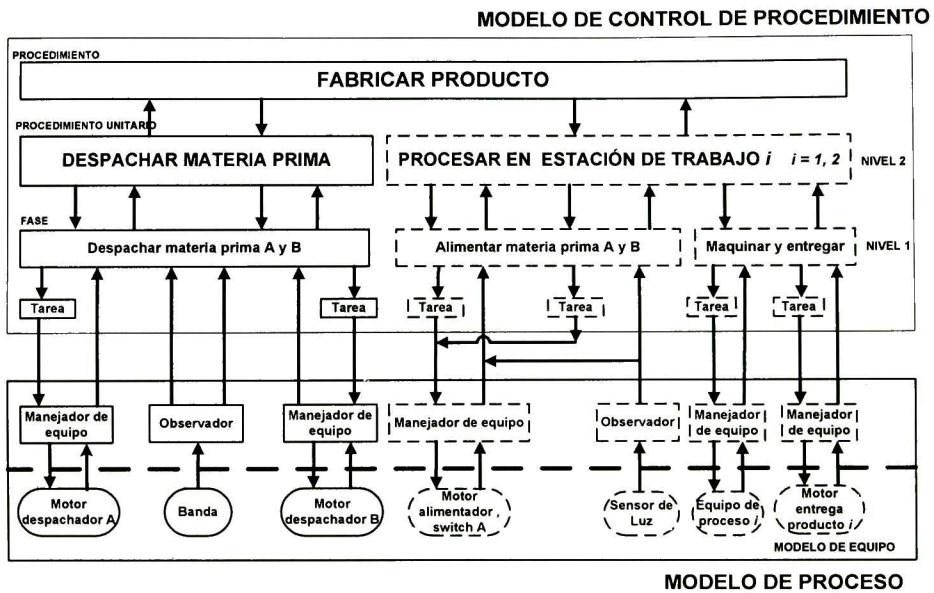 MODELO DE CONTROL DE PROCEDIMIENTO
PROCEDIMIENTO
FABRICAR PRODUCTO
PROCEDIMIENTO UNITARIO
DESPACHAR MATERIA PRIMA
PROCESAR EN ESTACIÓN DE TRABAJO i i = 1, 2
NIVEL 2
FASE
Despachar materia prima A y B
Alimentar materia prima A y B
Maquinar y entregar
NIVEL 1
Tarea
Tarea
Tarea
Tarea
Tarea
Tarea
Manejador de
equipo
Observador
Manejador de
equipo
Manejador de equipo
Observador
Manejador
de equipo
Manejador
de equipo
Motor
despachador A
Banda
Motor
despachador B
Motor
alimentador ,
switch A
Sensor de
Luz
Equipo de
proceso i
Motor
entrega
producto i
MODELO DE EQUIPO
MODELO DE PROCESO